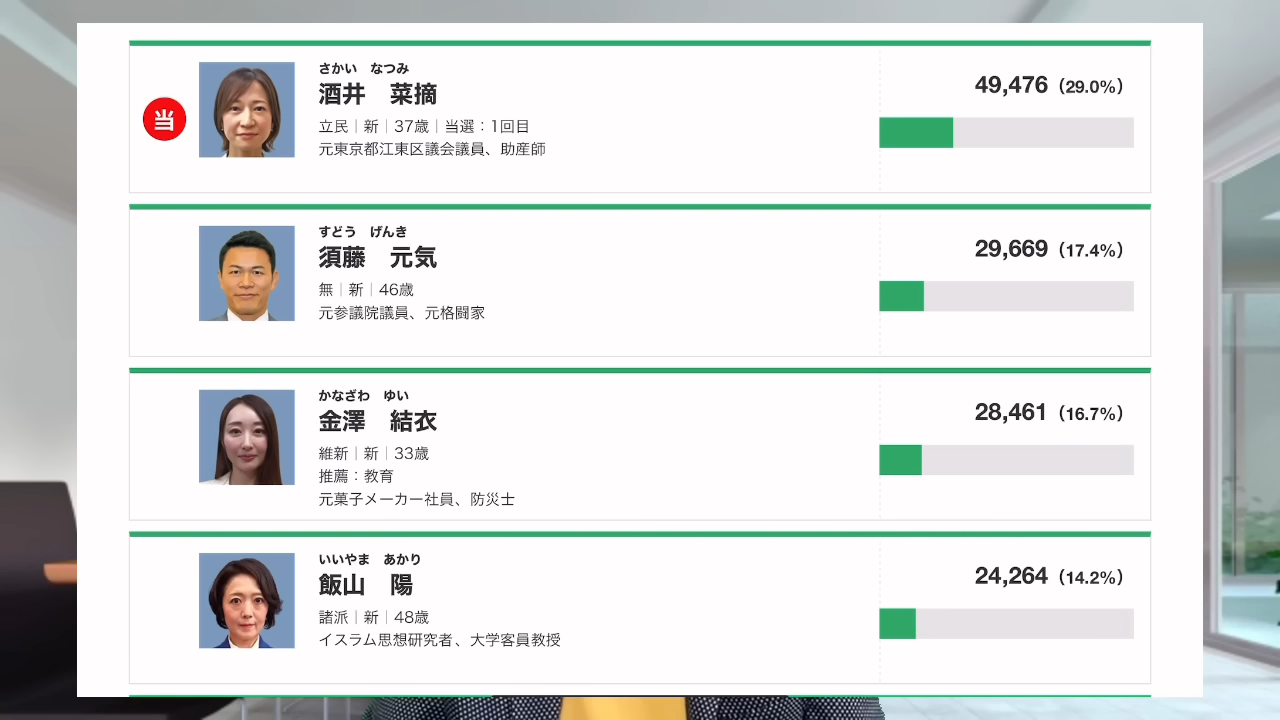 さかい なつみ
当
酒井 菜摘
49,476（29.0%）
立民｜新｜37歳｜当選：1回目
元東京都江東区議会議員、助産師
すどう げんき
須藤 元気
29,669（17.4%）
無｜新｜46歳
元参議院議員、元格闘家
かなざわ ゆい
金澤 結衣
28,461（16.7%）
維新｜新｜33歳
推薦：教育
元菓子メーカー社員、防災士
いいやま あかり
飯山 陽
24,264（14.2%）
諸派｜新｜48歳
イスラム思想研究者、大学客員教授